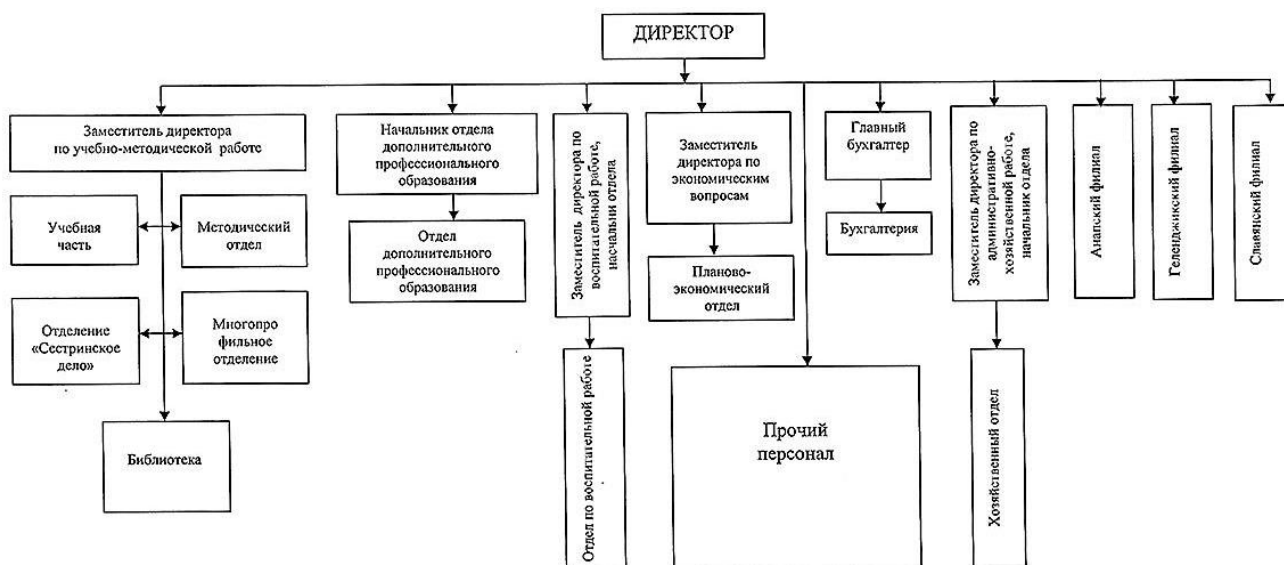 ДИРЕКТОР
Заместитель директора
по учебно-методической работе
Начальник отдела
дополнительного
профессионального
образования
Заместитель директора по
воспитательной работе,
насчальни отдела
Заместитель
директора по
экономическим
вопросам
Главный
бухгалтер
Заместитель директора по
административно-
хозяйственной работе,
начальник отдела
Анапский филиал
Геленджикский филиал
Славянский филиал
Учебная
часть
Методический
отдел
Отдел
дополнительного
профессионального
образования
Планово-
экономический
отдел
Бухгалтерия
Отделение
«Сестринское
дело»
Многопро
фильное
отделение
Библиотека
Отдел по воспитательной работе
Прочий
персонал
Хозяйственный отдел